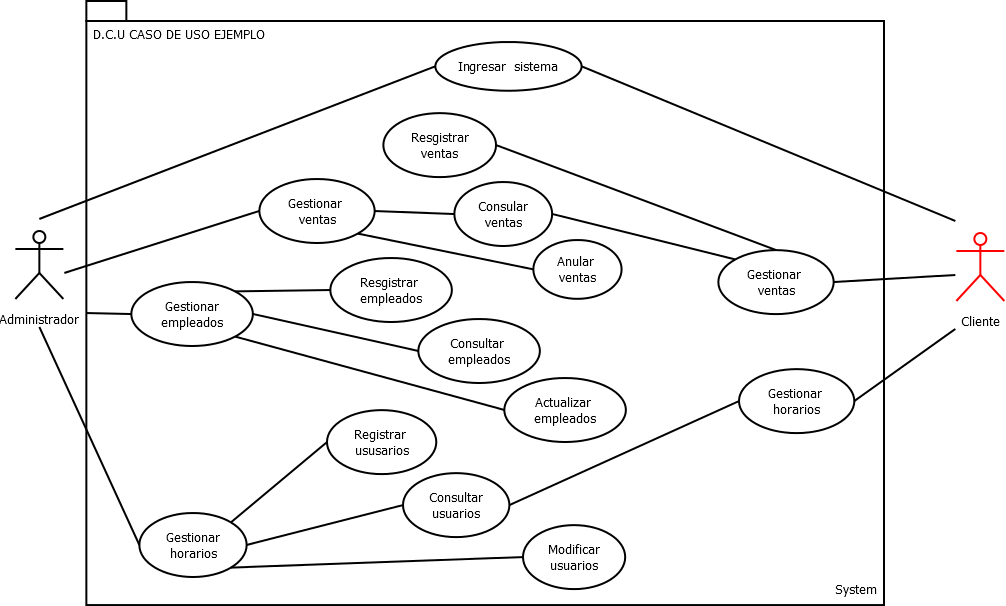 D.C.U CASO DE USO EJEMPLO
Ingresar sistema
Resgistrar
ventas
Gestionar
ventas
Consular
ventas
Anular
ventas
Gestionar
ventas
Resgistrar
empleados
Gestionar
empleados
Administrador
Cliente
Consultar
empleados
Actualizar
empleados
Gestionar
horarios
Registrar
ususarios
Consultar
usuarios
Gestionar
horarios
Modificar
usuarios
System